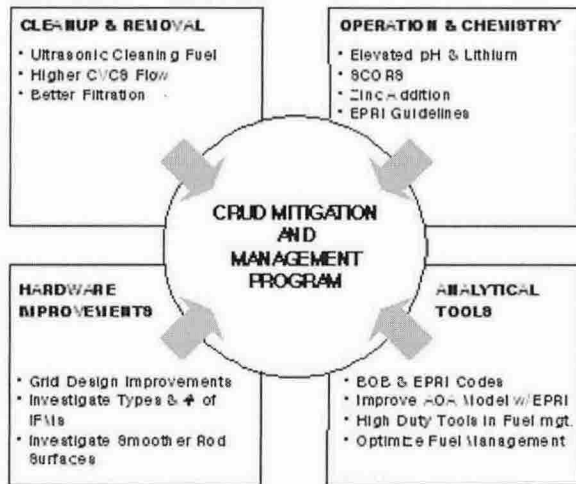 CLEANUP & REMOVAL
• Ultrasonic Cleaning Fuel
• Higher CVCS Flow
• Better Filtration
OPERATION & CHEMISTRY
• Elevated pH & Lithium
• SCORS
• Zinc Addition
• EPRI Guidelines
CRUD MITIGATION
AND
MANAGEMENT
PROGRAM
HARDWARE
IMPROVEMENTS
• Grid Design Improvements
• Investigate Types & # of
IFMs
• Investigate Smoother Rod
Surfaces
ANALYTICAL
TOOLS
• BOB & EPRI Codes
• Improve AOA Model w/EPRI
• High Duty Tools in Fuel mgt.
• Optimize Fuel Management